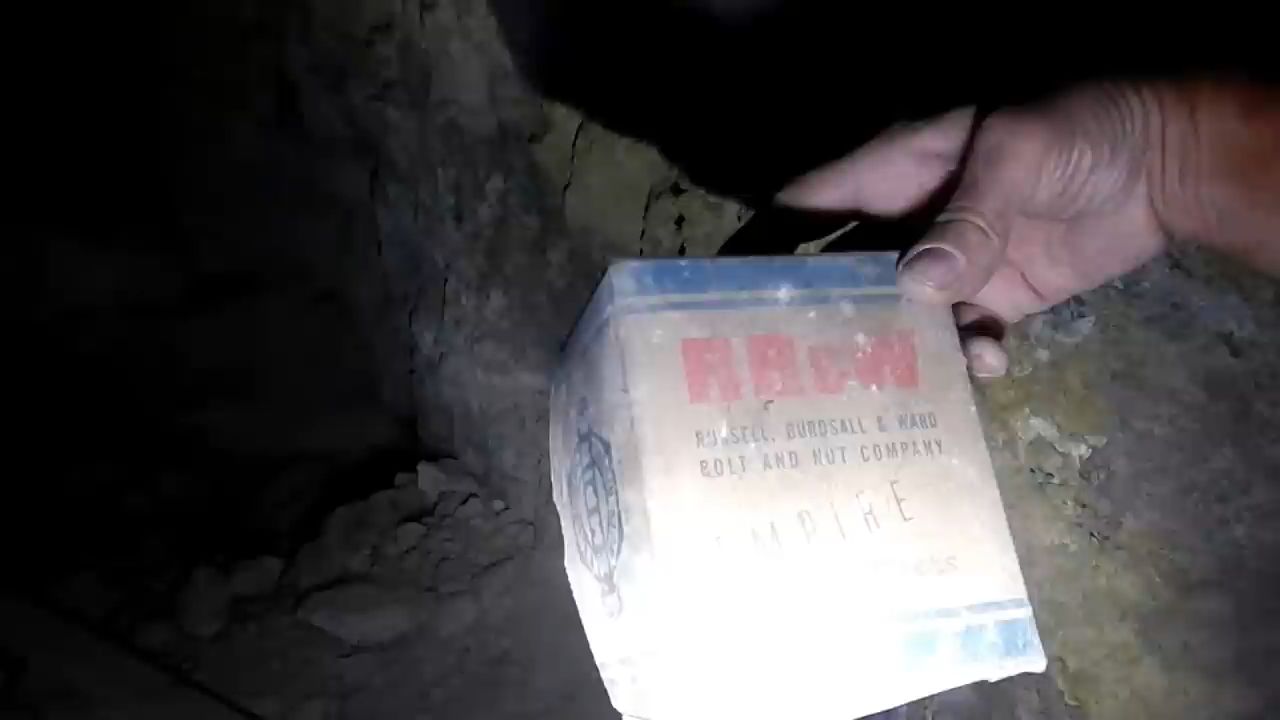 RB&W
RUSSELL, BURDSALL & WARD
BOLT AND NUT COMPANY
EMPIRE